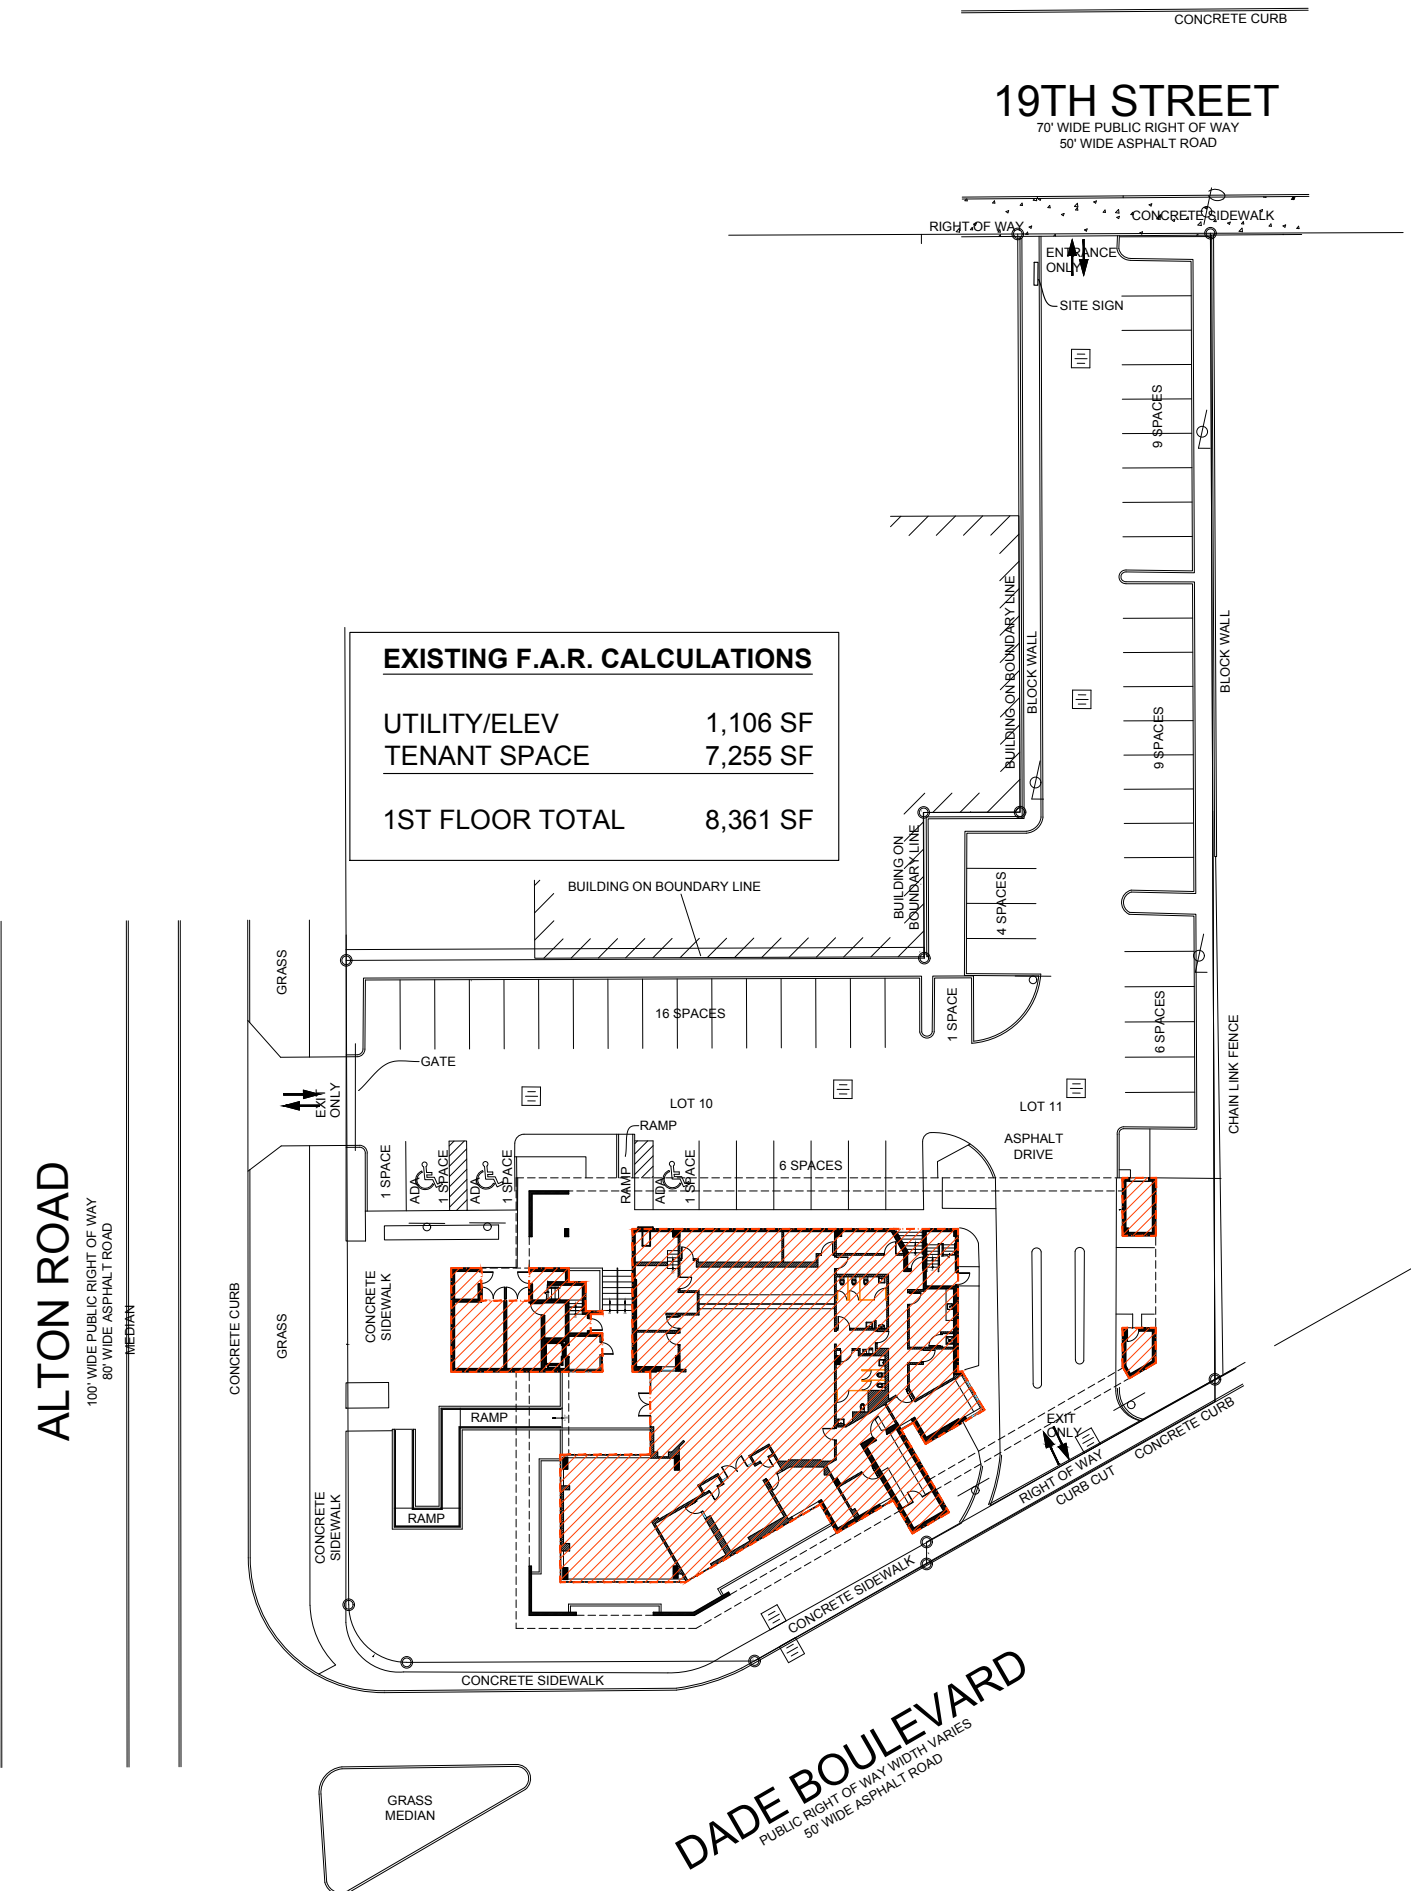 CONCRETE CURB
19TH STREET
70' WIDE PUBLIC RIGHT OF WAY
50' WIDE ASPHALT ROAD
CONCRETE SIDEWALK
RIGHT OF WAY
ENTRANCE
ONLY
SITE SIGN
9 SPACES
BUILDING ON BOUNDARY LINE
BLOCK WALL
BLOCK WALL
9 SPACES
EXISTING F.A.R. CALCULATIONS
UTILITY/ELEV 1,106 SF
TENANT SPACE 7,255 SF
1ST FLOOR TOTAL 8,361 SF
BUILDING ON BOUNDARY LINE
BUILDING ON
BOUNDARY LINE
4 SPACES
GRASS
16 SPACES
1 SPACE
6 SPACES
CHAIN LINK FENCE
GATE
EXIT
ONLY
LOT 10
LOT 11
RAMP
ASPHALT
DRIVE
1 SPACE
ADA
1 SPACE
ADA
1 SPACE
RAMP
ADA
1 SPACE
6 SPACES
ALTON ROAD
100' WIDE PUBLIC RIGHT OF WAY
80' WIDE ASPHALT ROAD
MEDIAN
CONCRETE CURB
GRASS
CONCRETE
SIDEWALK
RAMP
RAMP
CONCRETE
SIDEWALK
EXIT
ONLY
RIGHT OF WAY
CURB CUT
CONCRETE CURB
CONCRETE SIDEWALK
CONCRETE SIDEWALK
DADE BOULEVARD
PUBLIC RIGHT OF WAY WIDTH VARIES
50' WIDE ASPHALT ROAD
GRASS
MEDIAN